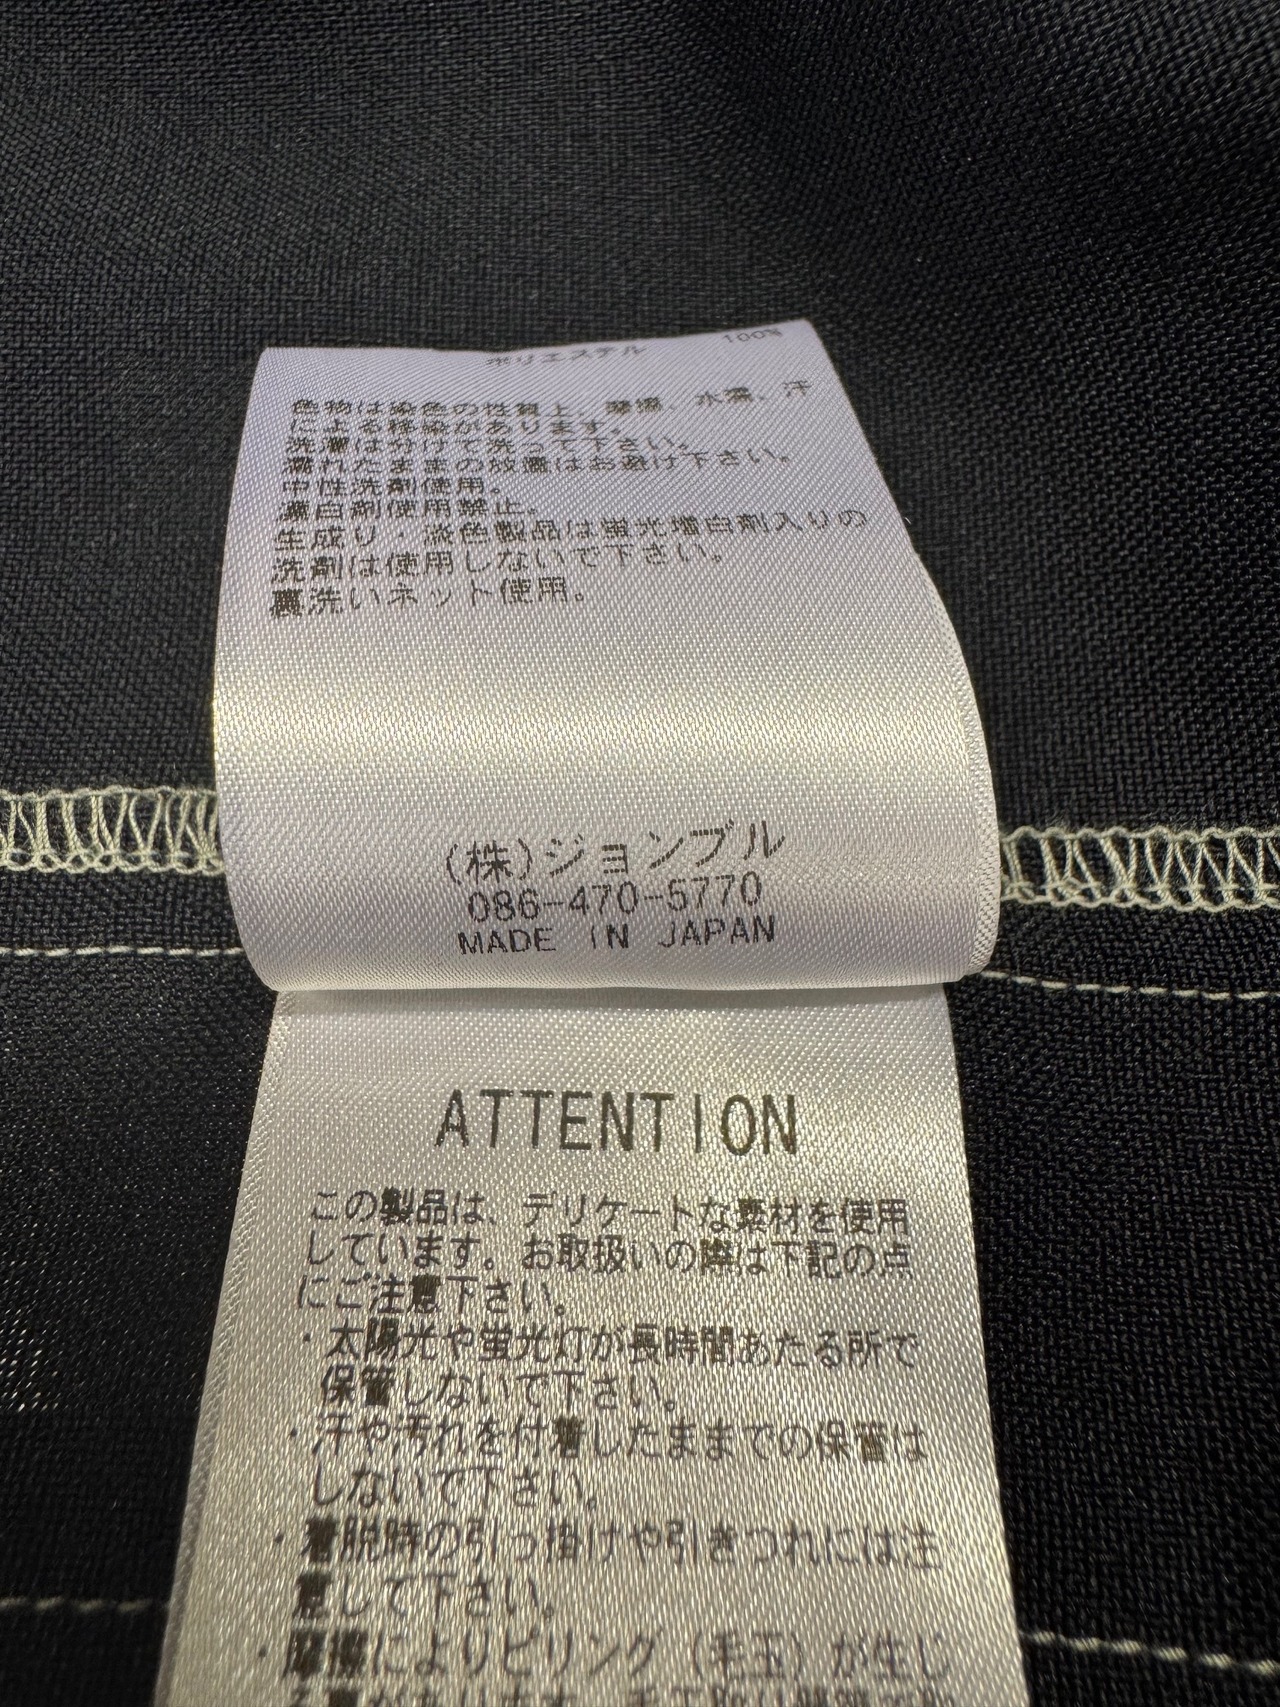 ポリエステル 100%
色物は染色の性質上、摩擦、水濡、汗
による移染があります。
洗濯は分けて洗って下さい。
濡れたままの放置はお避け下さい。
中性洗剤使用。
漂白剤使用禁止。
生成り・淡色製品は蛍光増白剤入りの
洗剤は使用しないで下さい。
裏洗いネット使用。
(株)ジョンブル
086-470-5770
MADE IN JAPAN
ATTENTION
この製品は、デリケートな素材を使用
しています。お取扱いの際は下記の点
にご注意下さい。
・太陽光や蛍光灯が長時間あたる所で
保管しないで下さい。
・汗や汚れを付着したままでの保管は
しないで下さい。
・着脱時の引っ掛けや引きつれには注
意して下さい。
・摩擦によりピリング(毛玉)が生じ